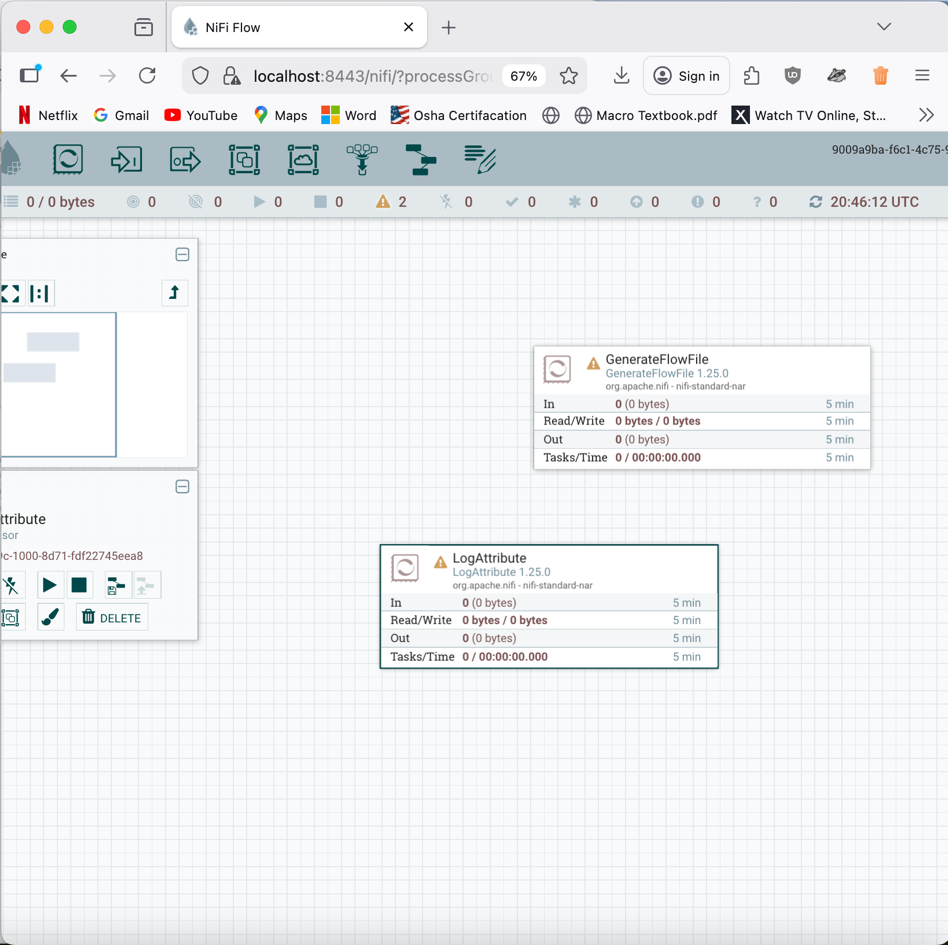 NiFi Flow
localhost:8443/nifi/?processGro 67% Sign in
Netflix Gmail YouTube Maps Word Osha Certifacation Macro Textbook.pdf Watch TV Online, St...
9009a9ba-f6c1-4c75-9
0 / 0 bytes 0 0 0 0 2 0 0 0 0 0 ? 0 20:46:12 UTC
e
GenerateFlowFile
GenerateFlowFile 1.25.0
org.apache.nifi - nifi-standard-nar
In 0 (0 bytes) 5 min
Read/Write 0 bytes / 0 bytes 5 min
Out 0 (0 bytes) 5 min
Tasks/Time 0 / 00:00:00.000 5 min
ttribute
sor
c-1000-8d71-fdf22745eea8
DELETE
LogAttribute
LogAttribute 1.25.0
org.apache.nifi - nifi-standard-nar
In 0 (0 bytes) 5 min
Read/Write 0 bytes / 0 bytes 5 min
Out 0 (0 bytes) 5 min
Tasks/Time 0 / 00:00:00.000 5 min